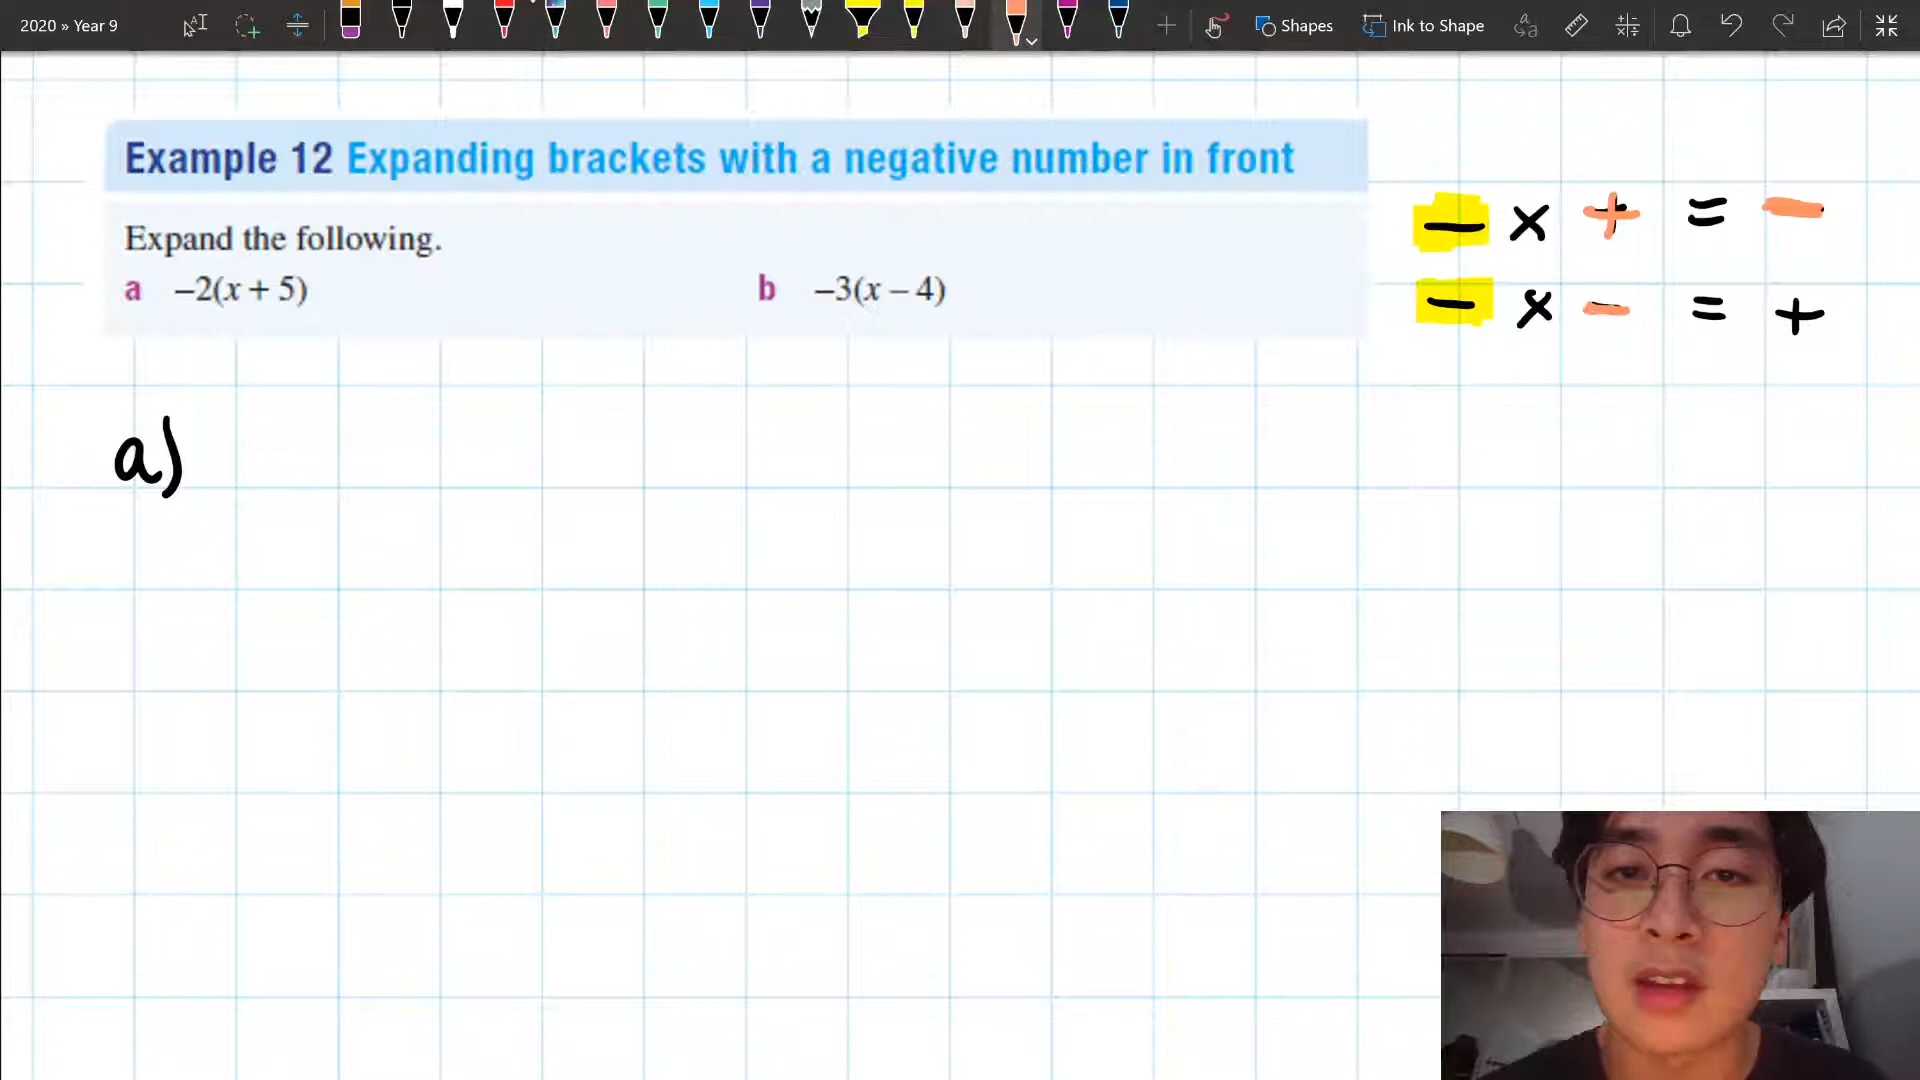 2020 » Year 9
Shapes
Ink to Shape
Example 12 Expanding brackets with a negative number in front
Expand the following.
a –2(x + 5)
b –3(x – 4)
– × + = –
– × – = +
a)